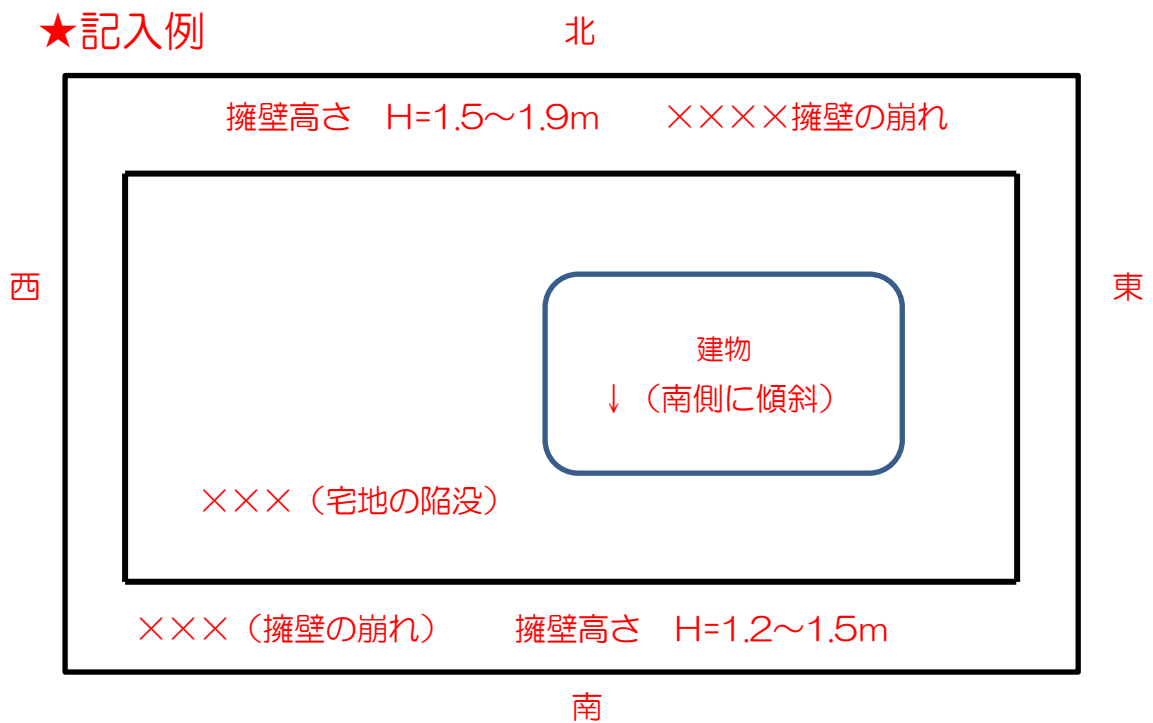 ★記入例
北
擁壁高さ　H=1.5～1.9m　　××××擁壁の崩れ
西
東
建物
↓（南側に傾斜）
×××（宅地の陥没）
×××（擁壁の崩れ）　　擁壁高さ　H=1.2～1.5m
南